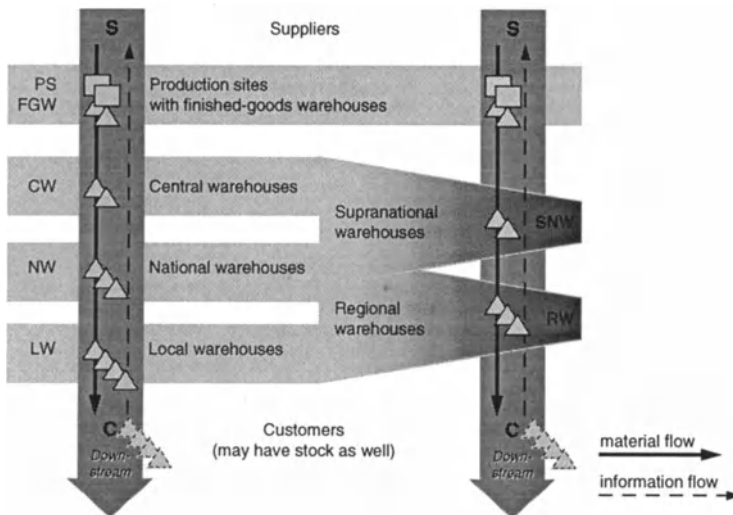 S
Suppliers
S
PS
FGW
Production sites
with finished-goods warehouses
CW
Central warehouses
Supranational
warehouses
SNW
NW
National warehouses
Regional
warehouses
RW
LW
Local warehouses
C
Customers
(may have stock as well)
C
Down-
stream
Down-
stream
material flow
information flow